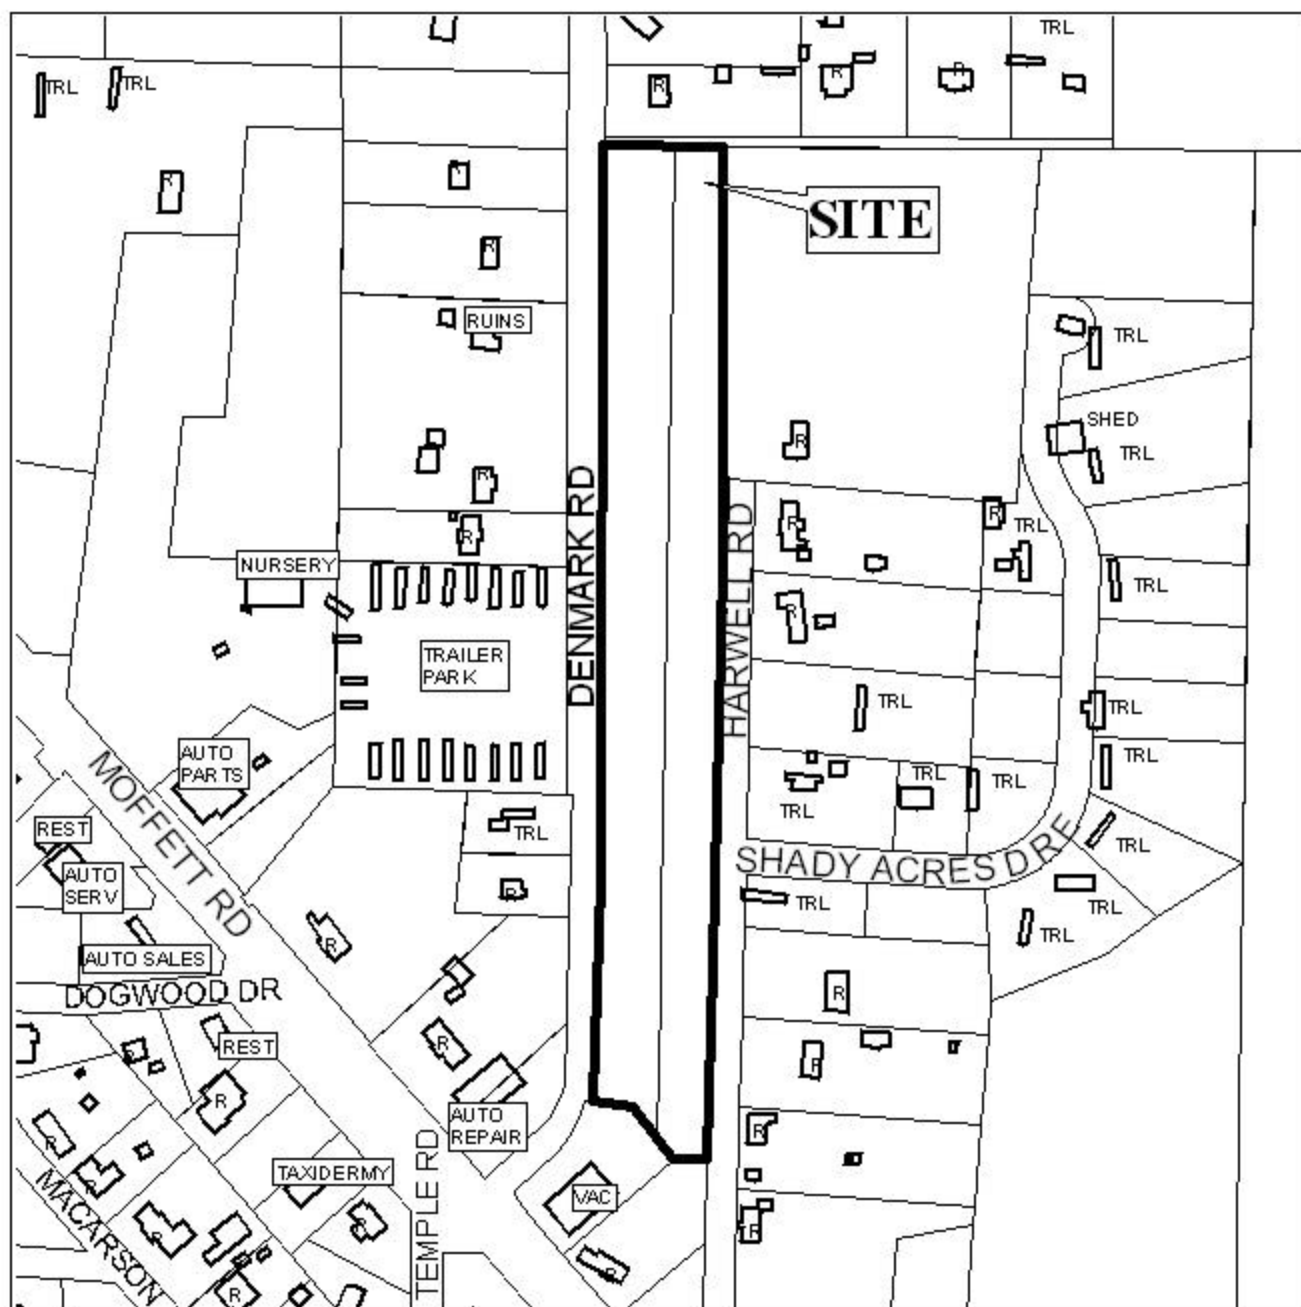 TRL
TRL
TRL
R
R
R
R
R
SITE
R
RUINS
TRL
SHED
R
TRL
R
R
R
TRL
R
NURSERY
DENMARK RD
HARWELL RD
TRL
R
TRAILER
PARK
TRL
TRL
AUTO
PARTS
TRL
TRL
TRL
TRL
MOFFETT RD
REST
TRL
TRL
SHADY ACRES DR E
AUTO
SERV
R
TRL
TRL
R
TRL
AUTO SALES
DOGWOOD DR
R
REST
R
R
R
AUTO
REPAIR
R
R
TEMPLE RD
TAXIDERMY
VAC
MACARSON
R
R
R